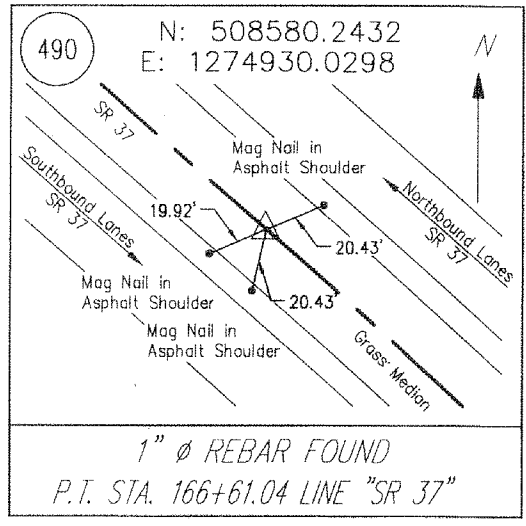 490
N: 508580.2432
E: 1274930.0298
N
SR 37
Mag Nail in
Asphalt Shoulder
Southbound Lanes
SR 37
Northbound Lanes
SR 37
19.92'
20.43'
20.43'
Mag Nail in
Asphalt Shoulder
Mag Nail in
Asphalt Shoulder
Grass Median
1" ø REBAR FOUND
P.T. STA. 166+61.04 LINE "SR 37"